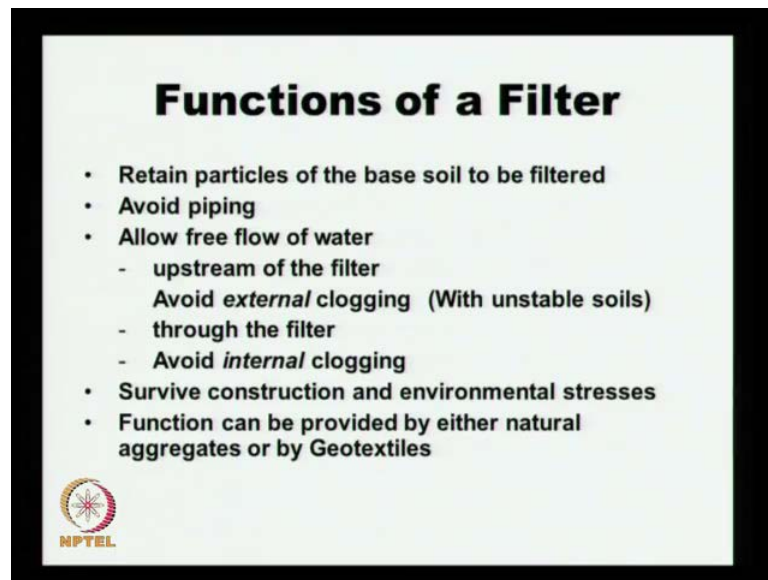 Functions of a Filter
• Retain particles of the base soil to be filtered
• Avoid piping
• Allow free flow of water
- upstream of the filter
Avoid external clogging (With unstable soils)
- through the filter
- Avoid internal clogging
• Survive construction and environmental stresses
• Function can be provided by either natural
aggregates or by Geotextiles
NPTEL